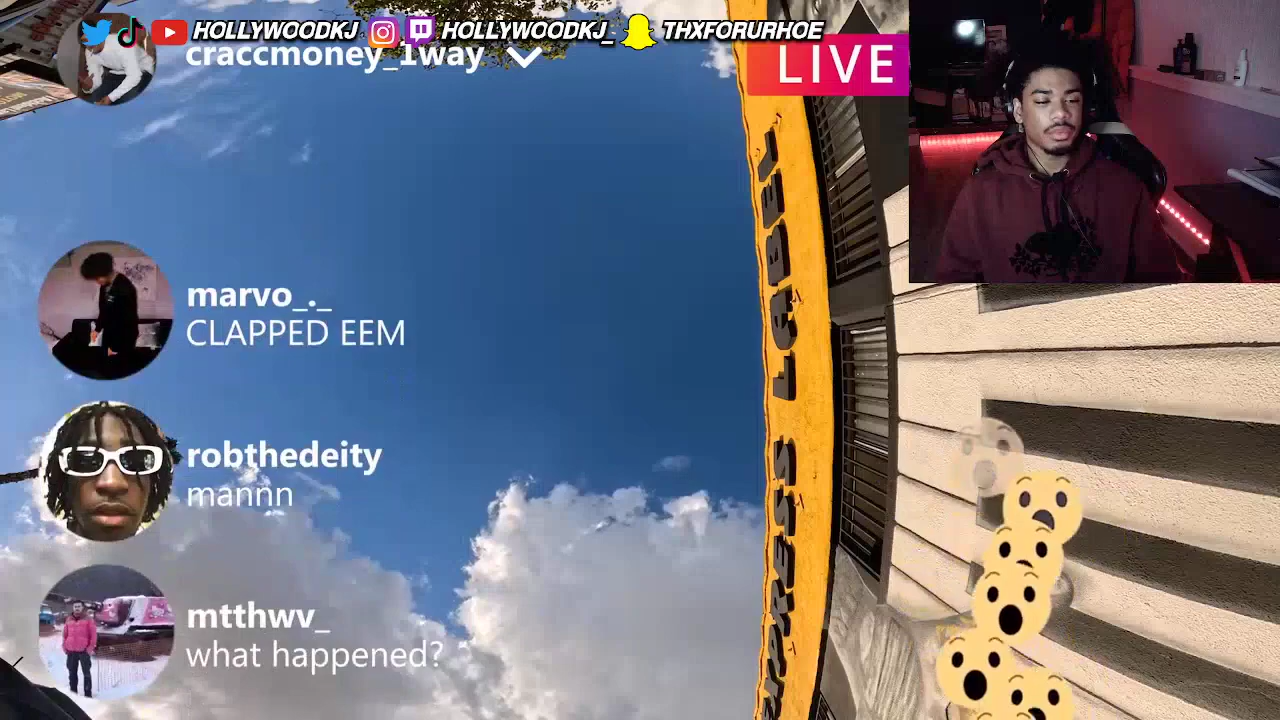 HOLLYWOODKJ HOLLYWOODKJ_ THXFORURHOE
craccmoney_1way
LIVE
marvo_._
CLAPPED EEM
robthedeity
mannn
mtthwv_
what happened?